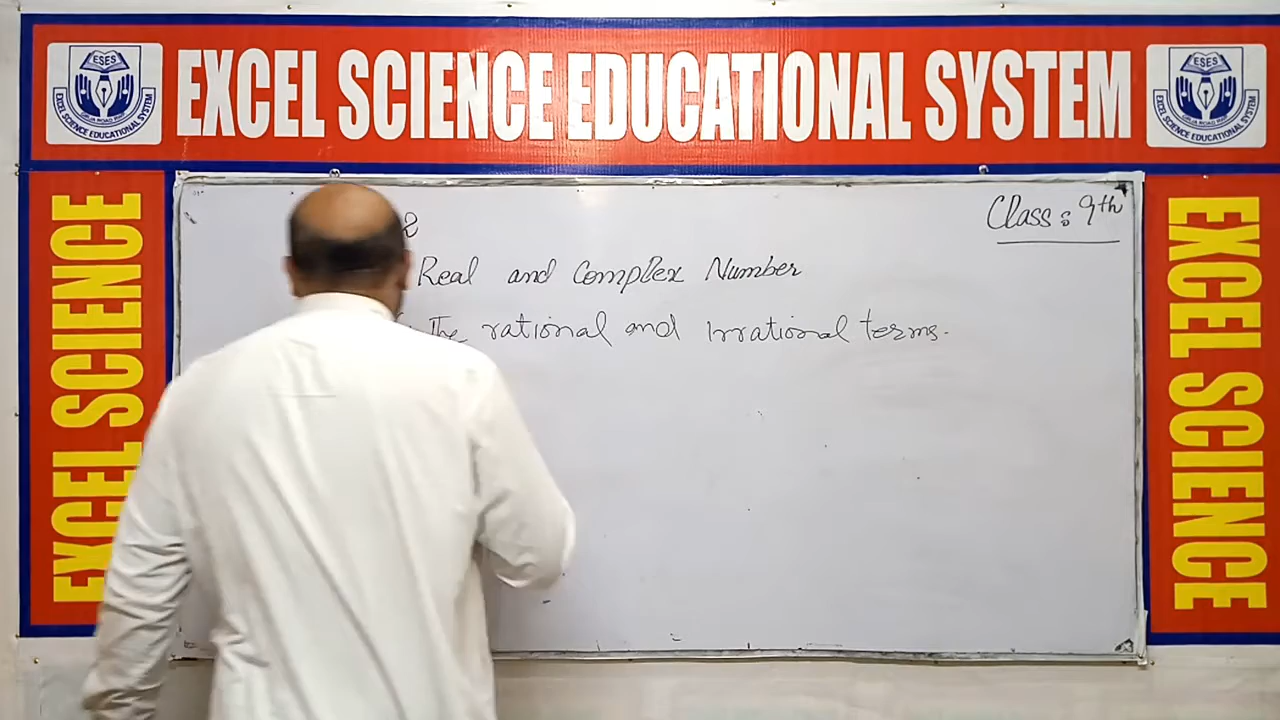 EXCEL SCIENCE EDUCATIONAL SYSTEM
ESES
EXCEL SCIENCE EDUCATIONAL SYSTEM
ESES
EXCEL SCIENCE EDUCATIONAL SYSTEM
EXCEL SCIENCE
EXCEL SCIENCE
Class : 9th
2
Real and Complex Number
The rational and Irrational terms.